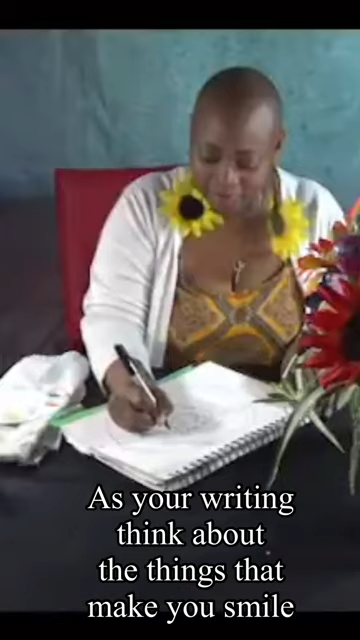 As your writing
think about
the things that
make you smile